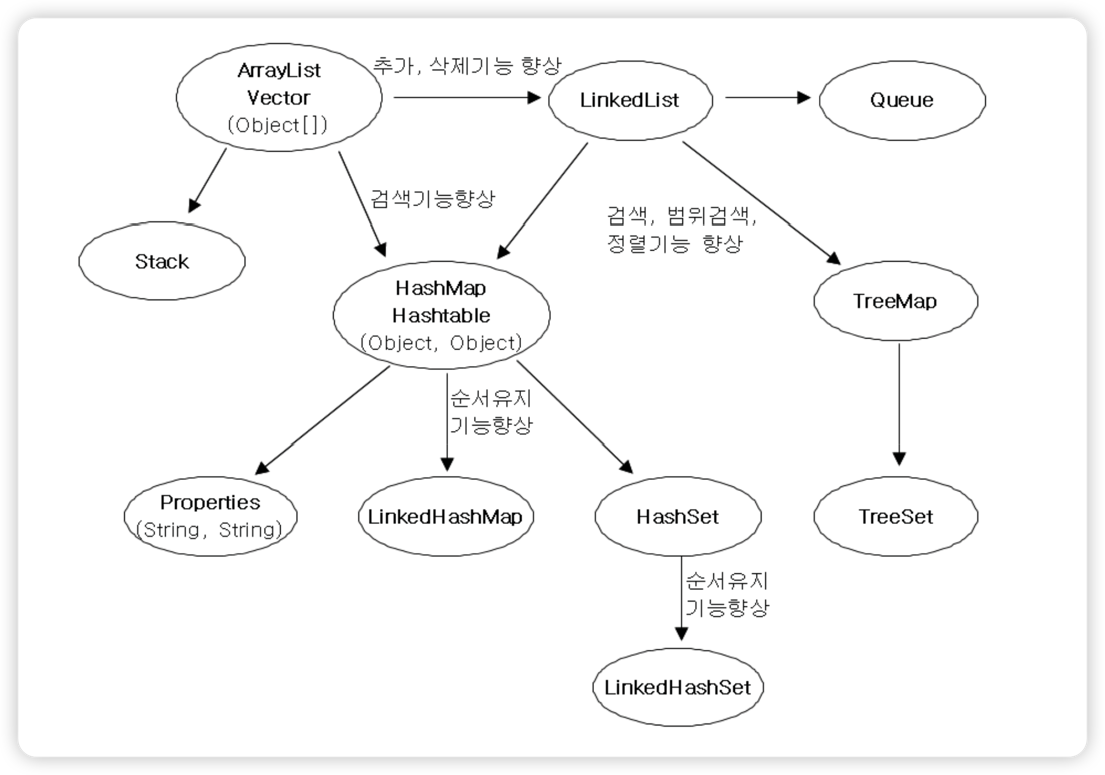 ArrayList
Vector
(Object[])
추가, 삭제기능 향상
LinkedList
Queue
검색기능향상
검색, 범위검색,
정렬기능 향상
Stack
HashMap
Hashtable
(Object, Object)
TreeMap
순서유지
기능향상
Properties
(String, String)
LinkedHashMap
HashSet
TreeSet
순서유지
기능향상
LinkedHashSet